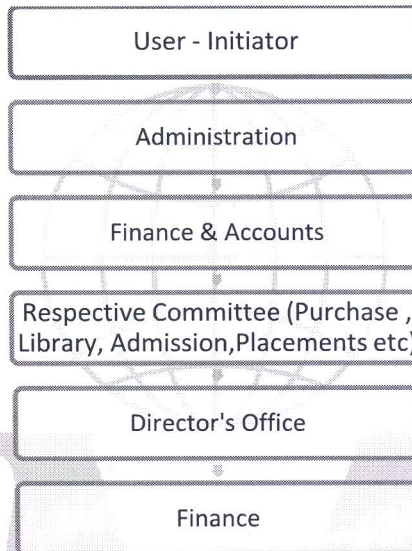 User - Initiator
Administration
Finance & Accounts
Respective Committee (Purchase ,
Library, Admission,Placements etc)
Director's Office
Finance